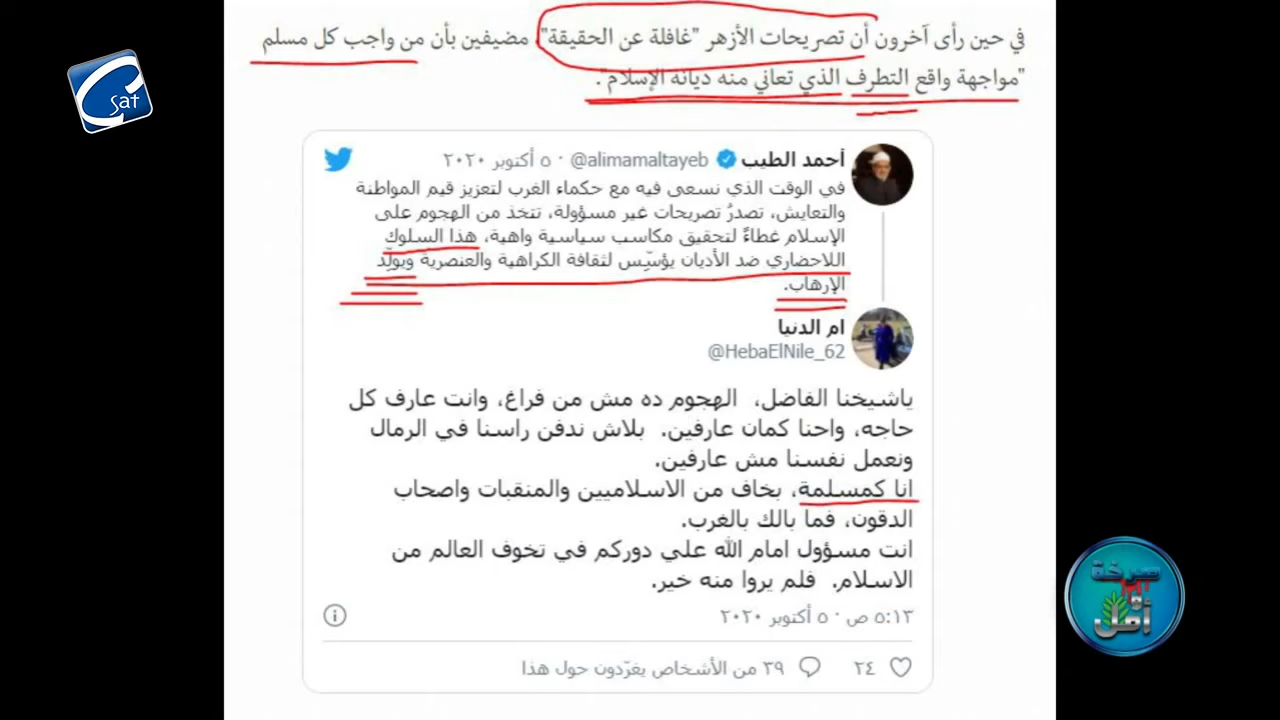 في حين رأى آخرون أن تصريحات الأزهر "غافلة عن الحقيقة"، مضيفين بأن من واجب كل مسلم
"مواجهة واقع التطرف الذي تعاني منه ديانة الإسلام".
Sat
أحمد الطيب @alimamaltayeb · ٥ أكتوبر ٢٠٢٠
في الوقت الذي نسعى فيه مع حكماء الغرب لتعزيز قيم المواطنة
والتعايش، تصدرُ تصريحات غير مسؤولة، تتخذ من الهجوم على
الإسلام غطاءً لتحقيق مكاسب سياسية واهية، هذا السلوك
اللاحضاري ضد الأديان يؤسِّس لثقافة الكراهية والعنصرية ويولِّد
الإرهاب.
ام الدنيا
@HebaElNile_62
ياشيخنا الفاضل، الهجوم ده مش من فراغ، وانت عارف كل
حاجه، واحنا كمان عارفين. بلاش ندفن راسنا في الرمال
ونعمل نفسنا مش عارفين.
انا كمسلمة، بخاف من الاسلاميين والمنقبات واصحاب
الدقون، فما بالك بالغرب.
انت مسؤول امام الله علي دوركم في تخوف العالم من
الاسلام. فلم يروا منه خير.
٥:١٣ ص · ٥ أكتوبر ٢٠٢٠
٢٤
٣٩ من الأشخاص يغرّدون حول هذا
صرخة
أمل